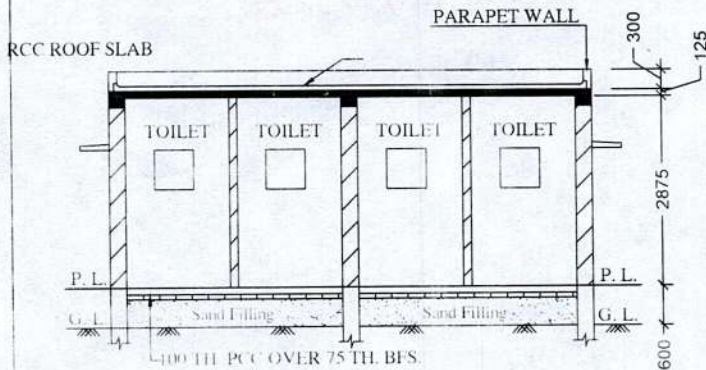 PARAPET WALL
RCC ROOF SLAB
300
125
TOILET TOILET TOILET TOILET
2875
P. L. P. L.
Sand Filling Sand Filling
G. L. G. L.
100 TH. PCC OVER 75 TH. BFS.
600